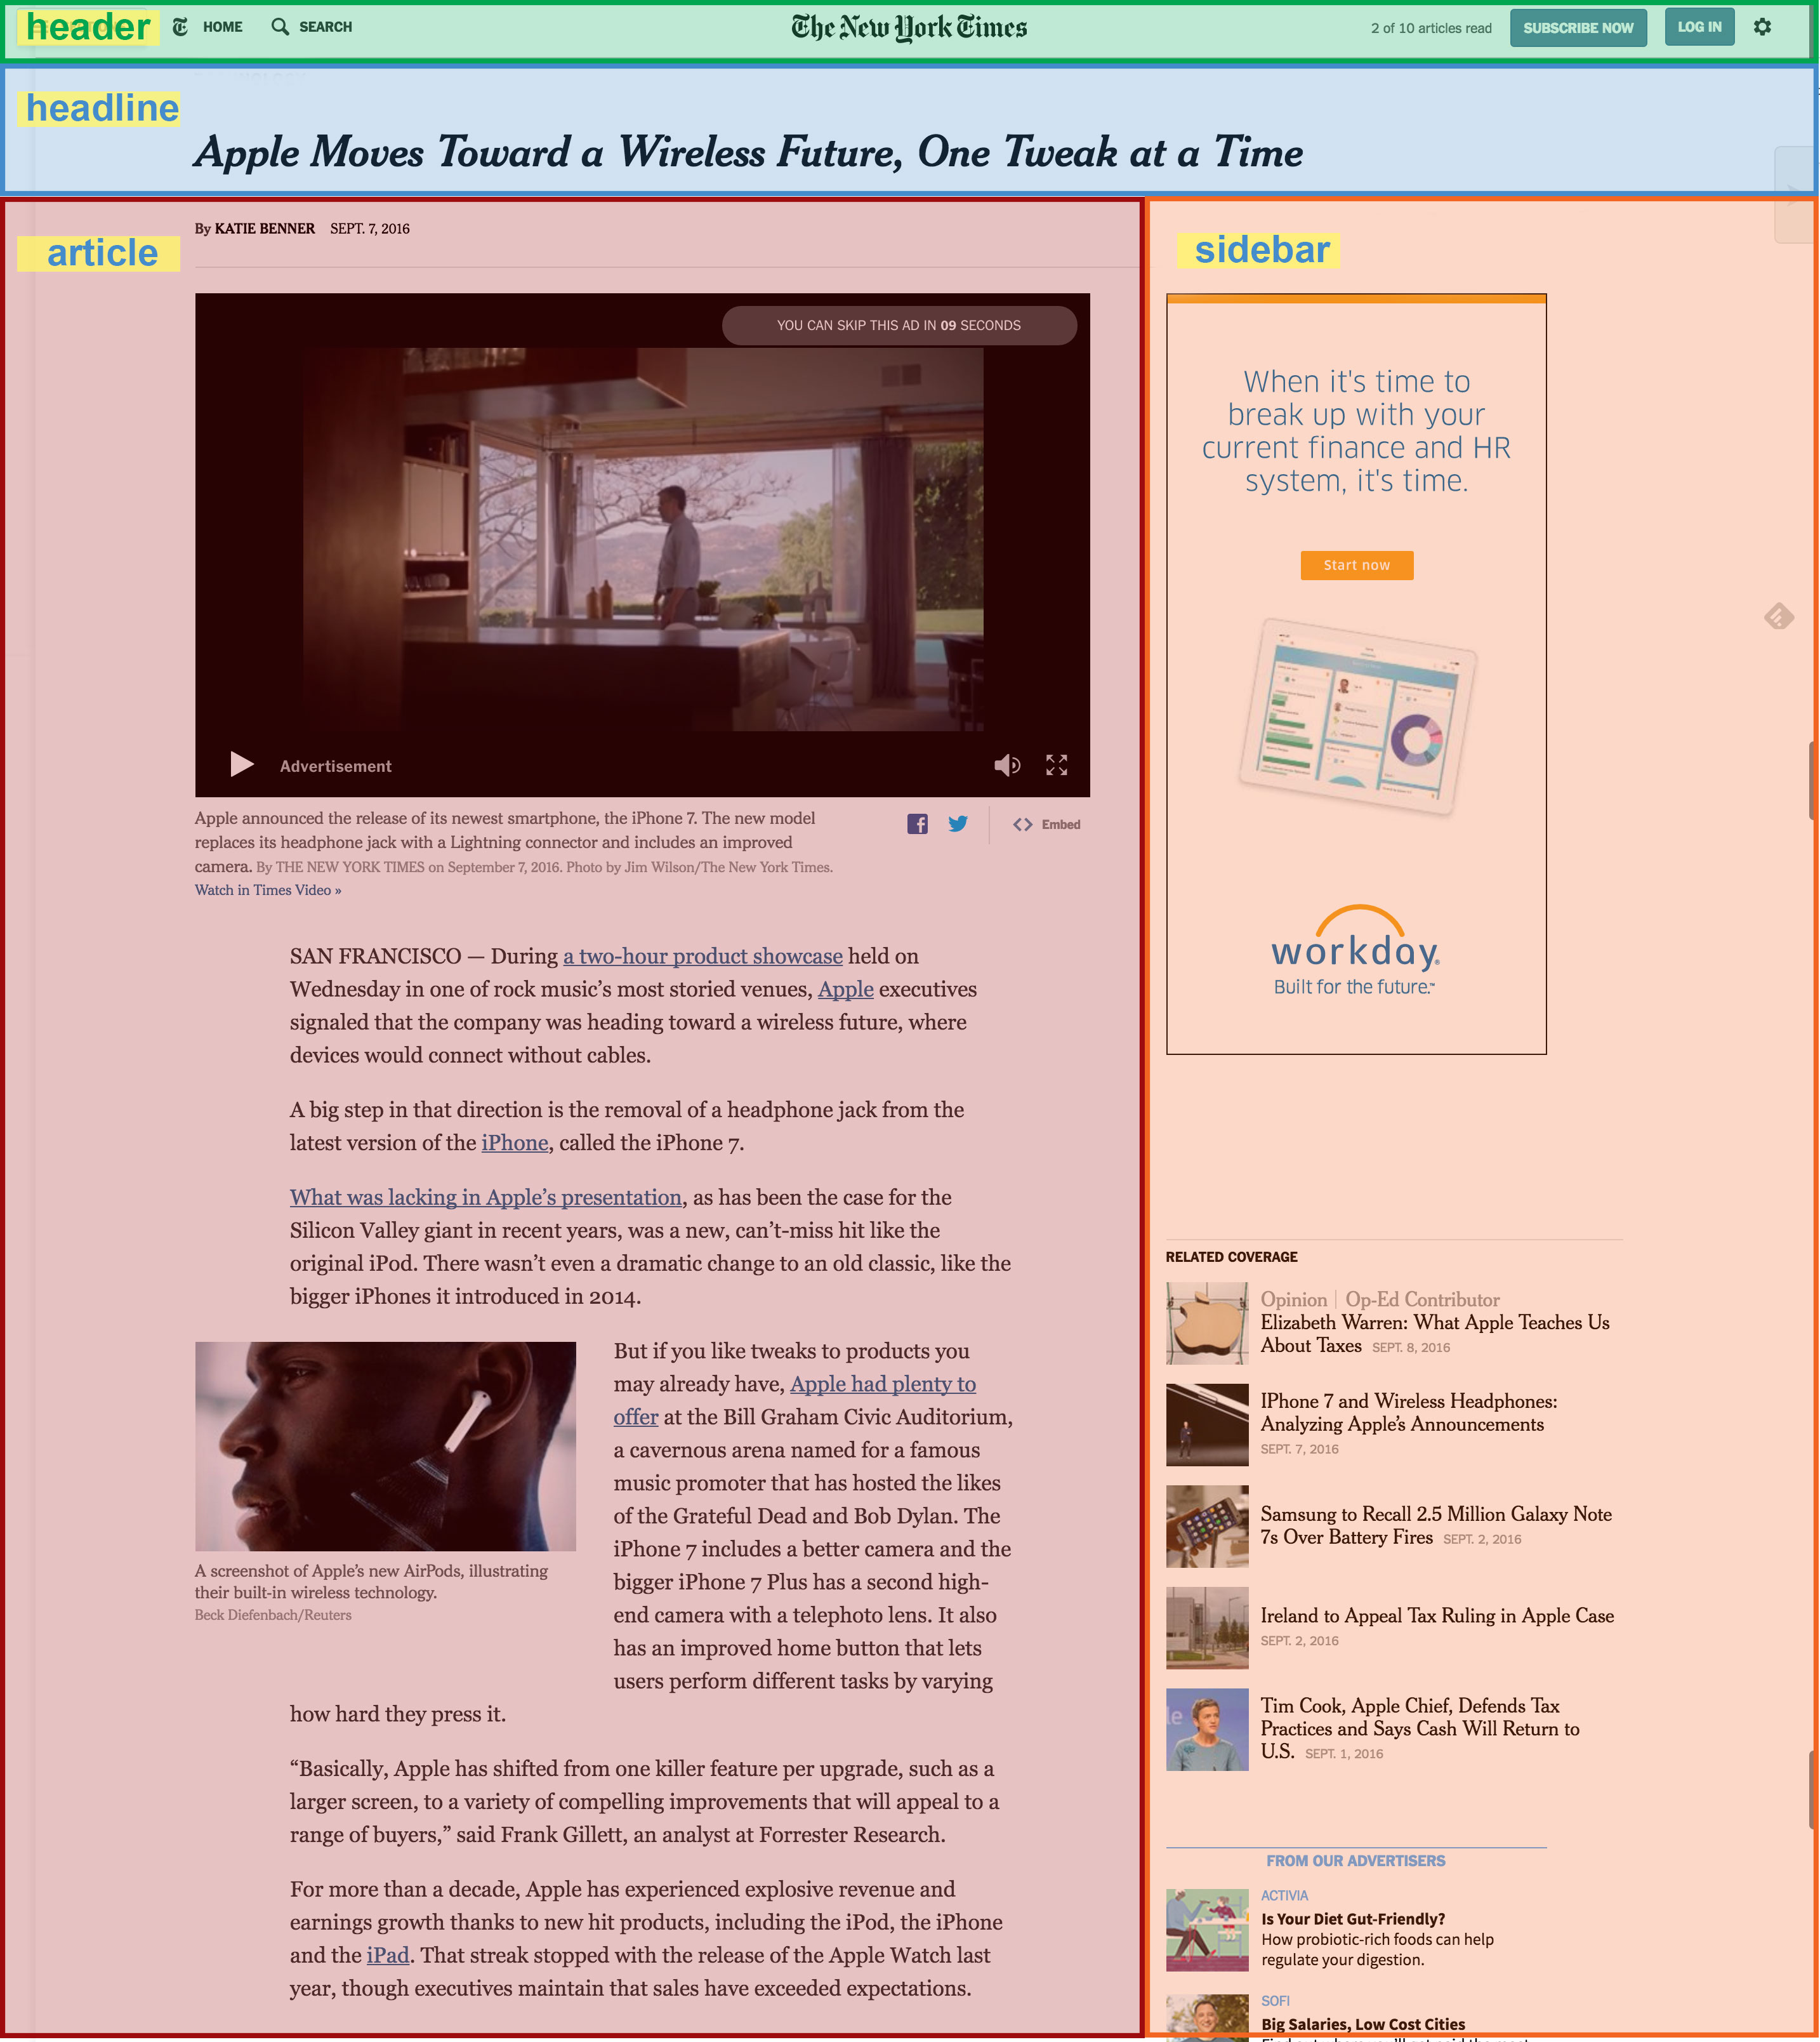 header
HOME
SEARCH
The New York Times
2 of 10 articles read
SUBSCRIBE NOW
LOG IN
headline
Apple Moves Toward a Wireless Future, One Tweak at a Time
article
By KATIE BENNER SEPT. 7, 2016
YOU CAN SKIP THIS AD IN 09 SECONDS
Advertisement
Apple announced the release of its newest smartphone, the iPhone 7. The new model
replaces its headphone jack with a Lightning connector and includes an improved
camera. By THE NEW YORK TIMES on September 7, 2016. Photo by Jim Wilson/The New York Times.
Watch in Times Video »
Embed
SAN FRANCISCO — During a two-hour product showcase held on
Wednesday in one of rock music’s most storied venues, Apple executives
signaled that the company was heading toward a wireless future, where
devices would connect without cables.
A big step in that direction is the removal of a headphone jack from the
latest version of the iPhone, called the iPhone 7.
What was lacking in Apple’s presentation, as has been the case for the
Silicon Valley giant in recent years, was a new, can’t-miss hit like the
original iPod. There wasn’t even a dramatic change to an old classic, like the
bigger iPhones it introduced in 2014.
A screenshot of Apple’s new AirPods, illustrating
their built-in wireless technology.
Beck Diefenbach/Reuters
But if you like tweaks to products you
may already have, Apple had plenty to
offer at the Bill Graham Civic Auditorium,
a cavernous arena named for a famous
music promoter that has hosted the likes
of the Grateful Dead and Bob Dylan. The
iPhone 7 includes a better camera and the
bigger iPhone 7 Plus has a second high-
end camera with a telephoto lens. It also
has an improved home button that lets
users perform different tasks by varying
how hard they press it.
“Basically, Apple has shifted from one killer feature per upgrade, such as a
larger screen, to a variety of compelling improvements that will appeal to a
range of buyers,” said Frank Gillett, an analyst at Forrester Research.
For more than a decade, Apple has experienced explosive revenue and
earnings growth thanks to new hit products, including the iPod, the iPhone
and the iPad. That streak stopped with the release of the Apple Watch last
year, though executives maintain that sales have exceeded expectations.
sidebar
When it's time to
break up with your
current finance and HR
system, it's time.
Start now
workday®
Built for the future.™
RELATED COVERAGE
Opinion | Op-Ed Contributor
Elizabeth Warren: What Apple Teaches Us
About Taxes SEPT. 8, 2016
IPhone 7 and Wireless Headphones:
Analyzing Apple’s Announcements
SEPT. 7, 2016
Samsung to Recall 2.5 Million Galaxy Note
7s Over Battery Fires SEPT. 2, 2016
Ireland to Appeal Tax Ruling in Apple Case
SEPT. 2, 2016
Tim Cook, Apple Chief, Defends Tax
Practices and Says Cash Will Return to
U.S. SEPT. 1, 2016
FROM OUR ADVERTISERS
ACTIVIA
Is Your Diet Gut-Friendly?
How probiotic-rich foods can help
regulate your digestion.
SOFI
Big Salaries, Low Cost Cities